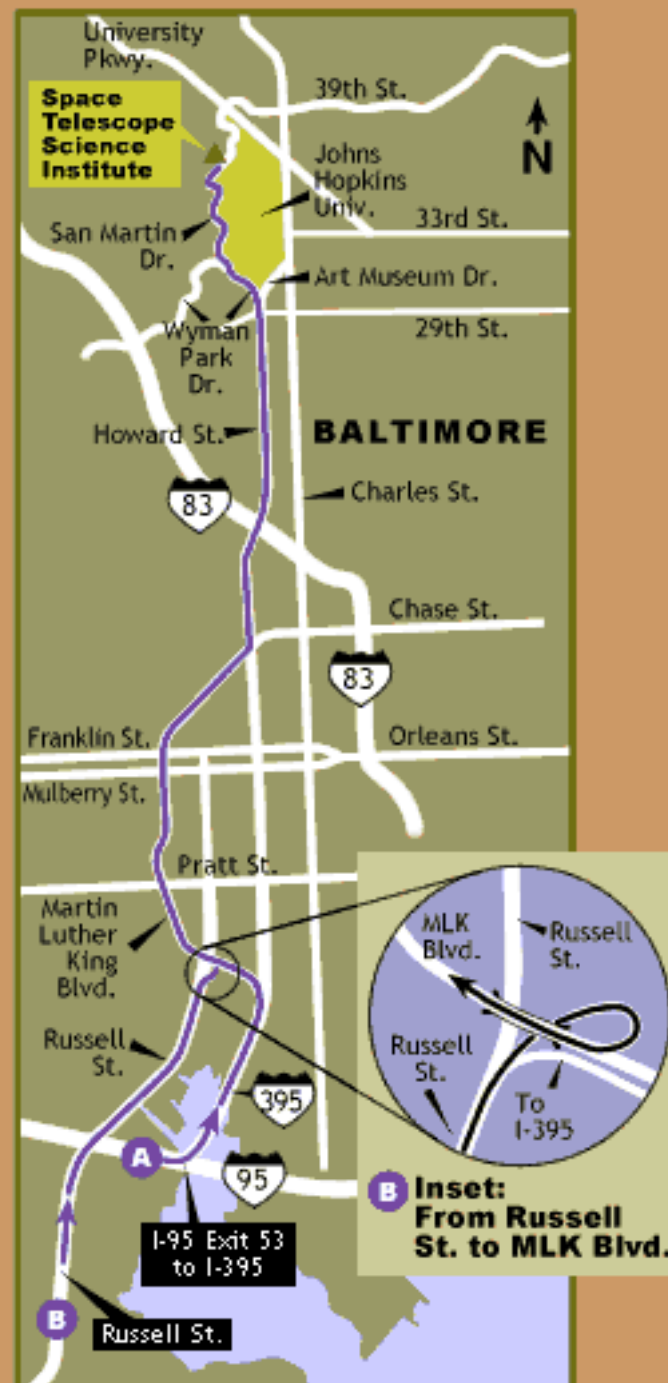 University
Pkwy.
39th St.
Space
Telescope
Science
Institute
N
Johns
Hopkins
Univ.
San Martin
Dr.
33rd St.
Art Museum Dr.
Wyman
Park
Dr.
29th St.
Howard St.
BALTIMORE
83
Charles St.
Chase St.
83
Franklin St.
Orleans St.
Mulberry St.
Pratt St.
Martin
Luther
King
Blvd.
MLK
Blvd.
Russell
St.
Russell
St.
Russell
St.
To
I-395
395
A
95
B Inset:
From Russell
St. to MLK Blvd.
I-95 Exit 53
to I-395
B
Russell St.